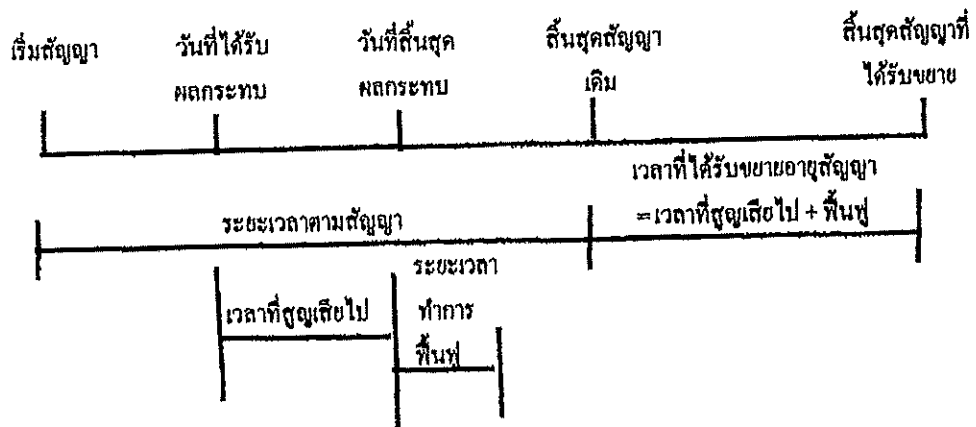 เริ่มสัญญา
วันที่ได้รับ
ผลกระทบ
วันที่สิ้นสุด
ผลกระทบ
สิ้นสุดสัญญา
เดิม
สิ้นสุดสัญญาที่
ได้รับขยาย
เวลาที่ได้รับขยายอายุสัญญา
=เวลาที่สูญเสียไป + ฟื้นฟู
ระยะเวลาตามสัญญา
เวลาที่สูญเสียไป
ระยะเวลา
ทำการ
ฟื้นฟู